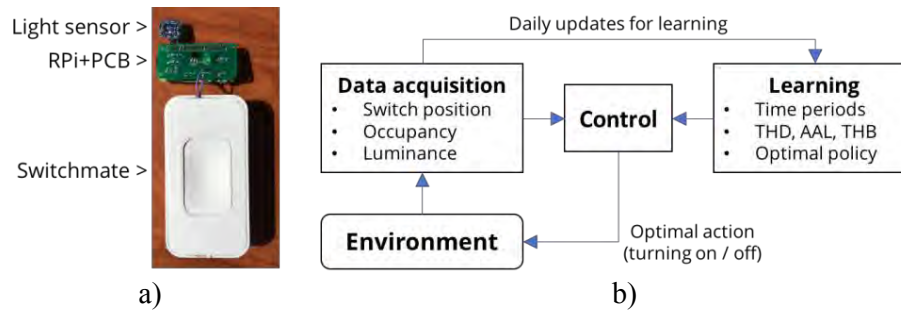 Light sensor >
RPi+PCB>
Switchmate >
a)
Daily updates for learning
Data acquisition
• Switch position
• Occupancy
• Luminance
Control
Learning
• Time periods
• THD, AAL, THB
• Optimal policy
Environment
Optimal action
(turning on / off)
b)